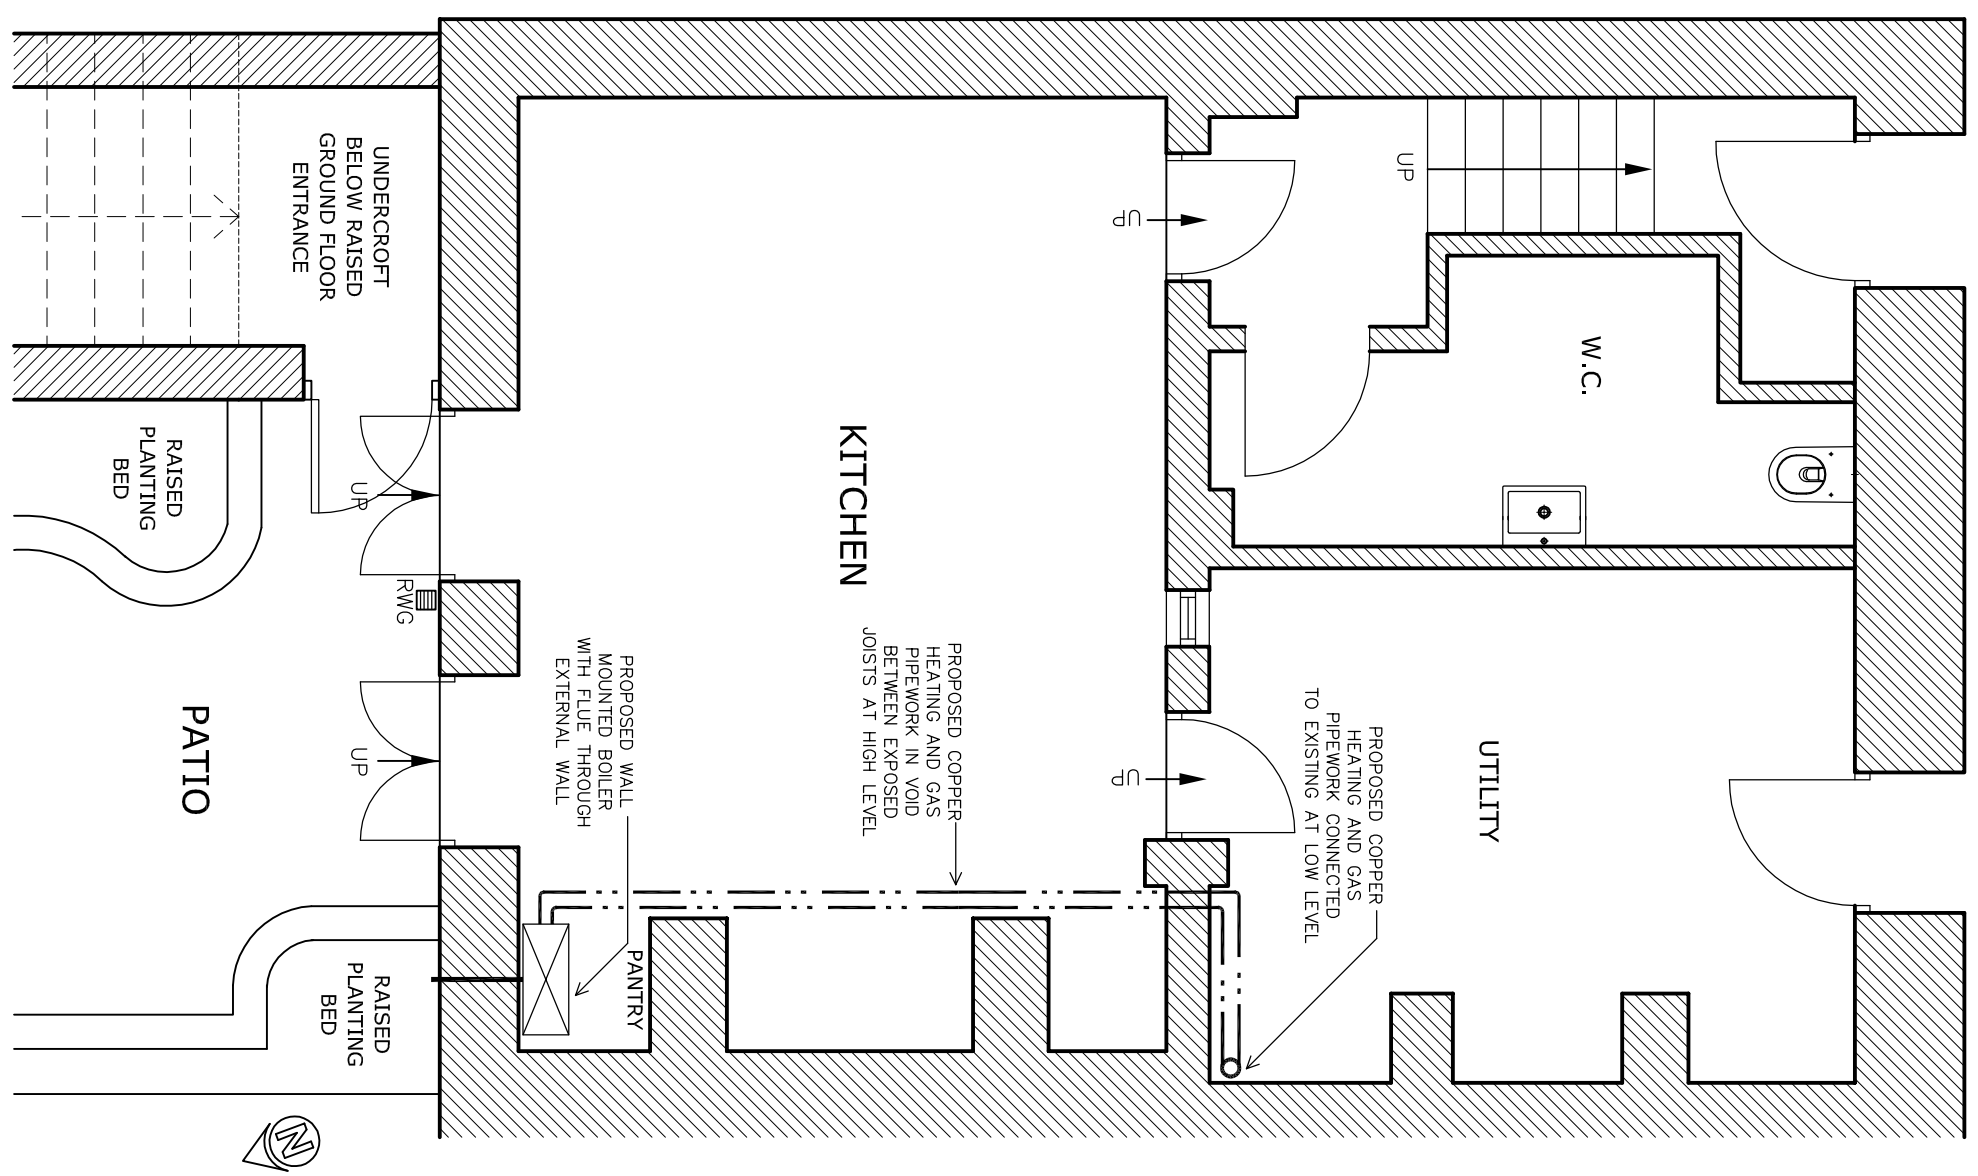 UNDERCROFT
BELOW RAISED
GROUND FLOOR
ENTRANCE
RAISED
PLANTING
BED
UP
RWG
PATIO
UP
RAISED
PLANTING
BED
N
KITCHEN
PROPOSED WALL
MOUNTED BOILER
WITH FLUE THROUGH
EXTERNAL WALL
PROPOSED COPPER
HEATING AND GAS
PIPEWORK IN VOID
BETWEEN EXPOSED
JOISTS AT HIGH LEVEL
PANTRY
UP
UP
UP
W.C.
UTILITY
PROPOSED COPPER
HEATING AND GAS
PIPEWORK CONNECTED
TO EXISTING AT LOW LEVEL